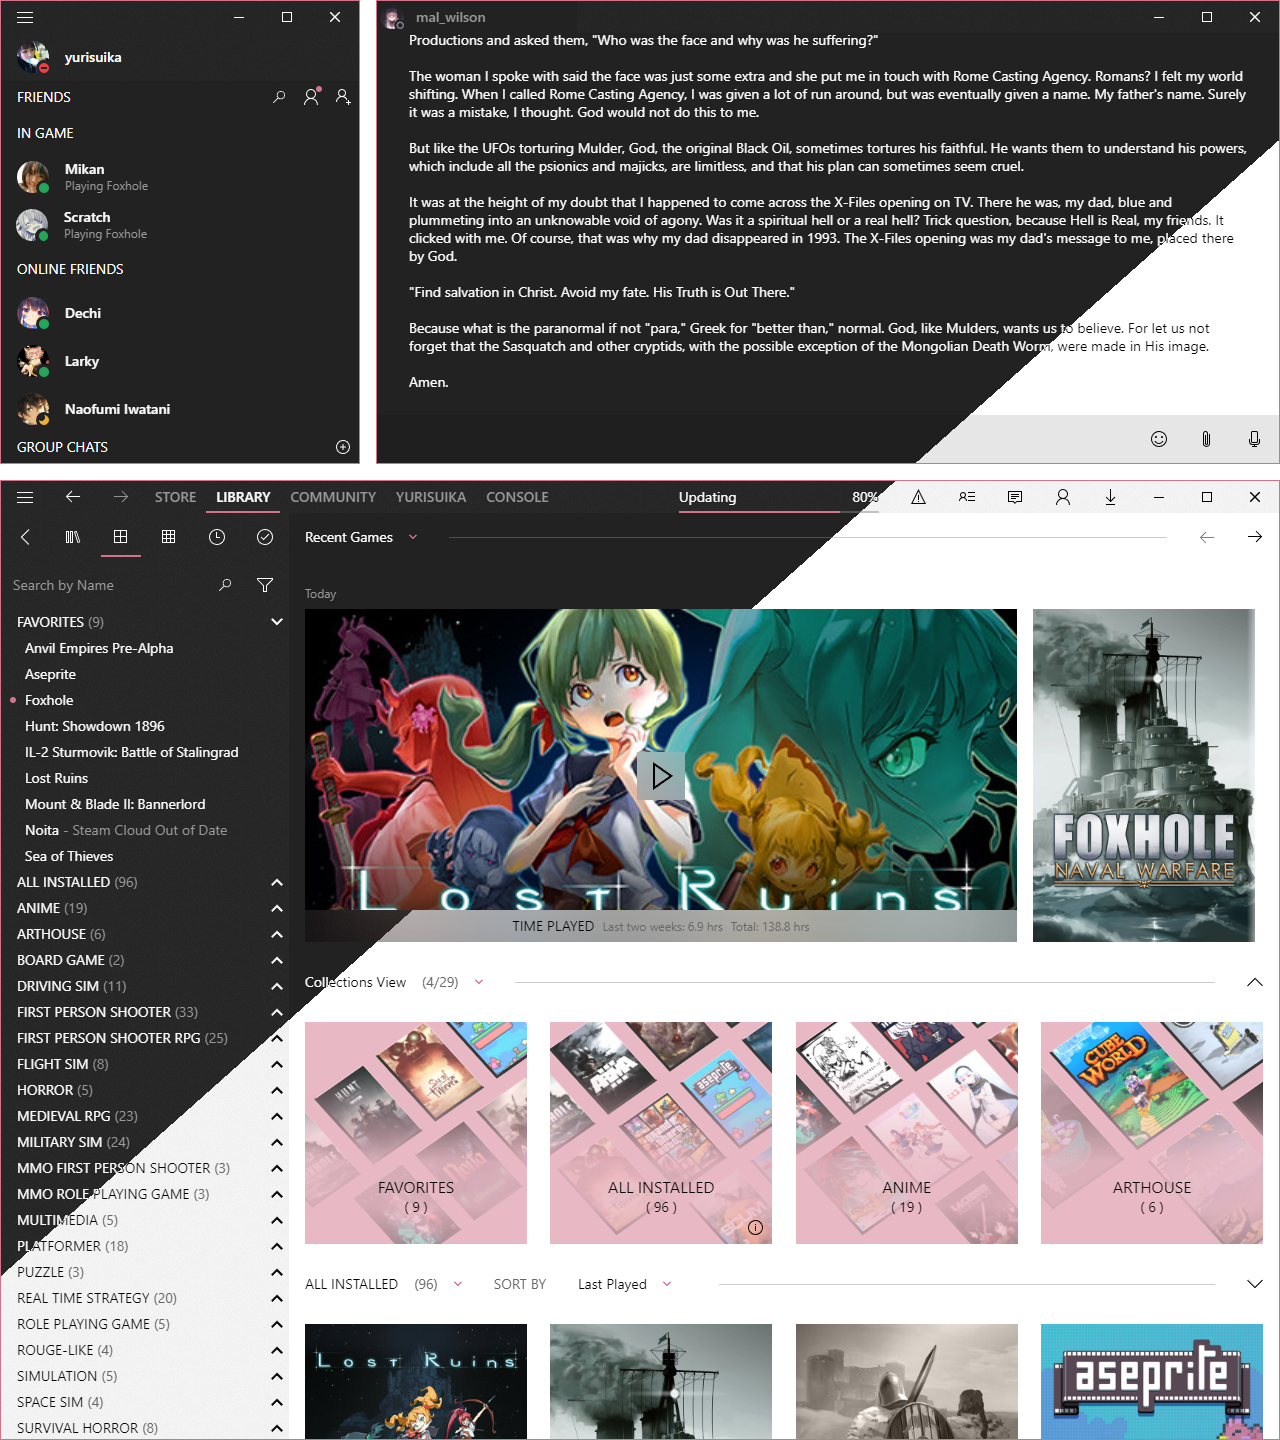 yurisuika
FRIENDS
IN GAME
Mikan
Playing Foxhole
Scratch
Playing Foxhole
ONLINE FRIENDS
Dechi
Larky
Naofumi Iwatani
GROUP CHATS
mal_wilson
Productions and asked them, "Who was the face and why was he suffering?"
The woman I spoke with said the face was just some extra and she put me in touch with Rome Casting Agency. Romans? I felt my world
shifting. When I called Rome Casting Agency, I was given a lot of run around, but was eventually given a name. My father's name. Surely
it was a mistake, I thought. God would not do this to me.
But like the UFOs torturing Mulder, God, the original Black Oil, sometimes tortures his faithful. He wants them to understand his powers,
which include all the psionics and majicks, are limitless, and that his plan can sometimes seem cruel.
It was at the height of my doubt that I happened to come across the X-Files opening on TV. There he was, my dad, blue and
plummeting into an unknowable void of agony. Was it a spiritual hell or a real hell? Trick question, because Hell is Real, my friends. It
clicked with me. Of course, that was why my dad disappeared in 1993. The X-Files opening was my dad's message to me, placed there
by God.
"Find salvation in Christ. Avoid my fate. His Truth is Out There."
Because what is the paranormal if not "para," Greek for "better than," normal. God, like Mulders, wants us to believe. For let us not
forget that the Sasquatch and other cryptids, with the possible exception of the Mongolian Death Worm, were made in His image.
Amen.
STORE LIBRARY COMMUNITY YURISUIKA CONSOLE Updating 80%
Search by Name
FAVORITES (9)
Anvil Empires Pre-Alpha
Aseprite
Foxhole
Hunt: Showdown 1896
IL-2 Sturmovik: Battle of Stalingrad
Lost Ruins
Mount & Blade II: Bannerlord
Noita - Steam Cloud Out of Date
Sea of Thieves
ALL INSTALLED (96)
ANIME (19)
ARTHOUSE (6)
BOARD GAME (2)
DRIVING SIM (11)
FIRST PERSON SHOOTER (33)
FIRST PERSON SHOOTER RPG (25)
FLIGHT SIM (8)
HORROR (5)
MEDIEVAL RPG (23)
MILITARY SIM (24)
MMO FIRST PERSON SHOOTER (3)
MMO ROLE PLAYING GAME (3)
MULTIMEDIA (5)
PLATFORMER (18)
PUZZLE (3)
REAL TIME STRATEGY (20)
ROLE PLAYING GAME (5)
ROUGE-LIKE (4)
SIMULATION (5)
SPACE SIM (4)
SURVIVAL HORROR (8)
Recent Games
Today
Lost Ruins
TIME PLAYED Last two weeks: 6.9 hrs Total: 138.8 hrs
FOXHOLE
NAVAL WARFARE
Collections View (4/29)
HUNT
Sea of Thieves
FAVORITES
( 9 )
ARMA
aseprite
ALL INSTALLED
( 96 )
ANIME
( 19 )
CUBE WORLD
ARTHOUSE
( 6 )
ALL INSTALLED (96) SORT BY Last Played
Lost Ruins
aseprite